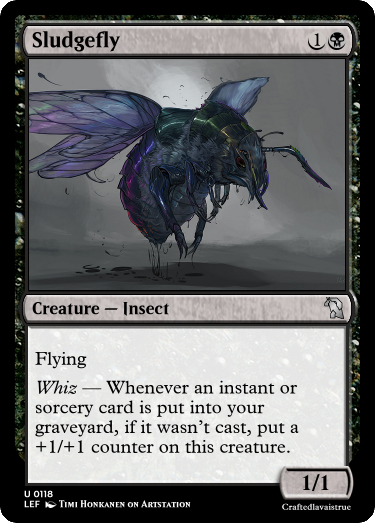 Sludgefly
1
Creature — Insect
Flying
Whiz — Whenever an instant or
sorcery card is put into your
graveyard, if it wasn't cast, put a
+1/+1 counter on this creature.
1/1
U 0118
LEF Timi Honkanen on Artstation
Craftedlavaistrue